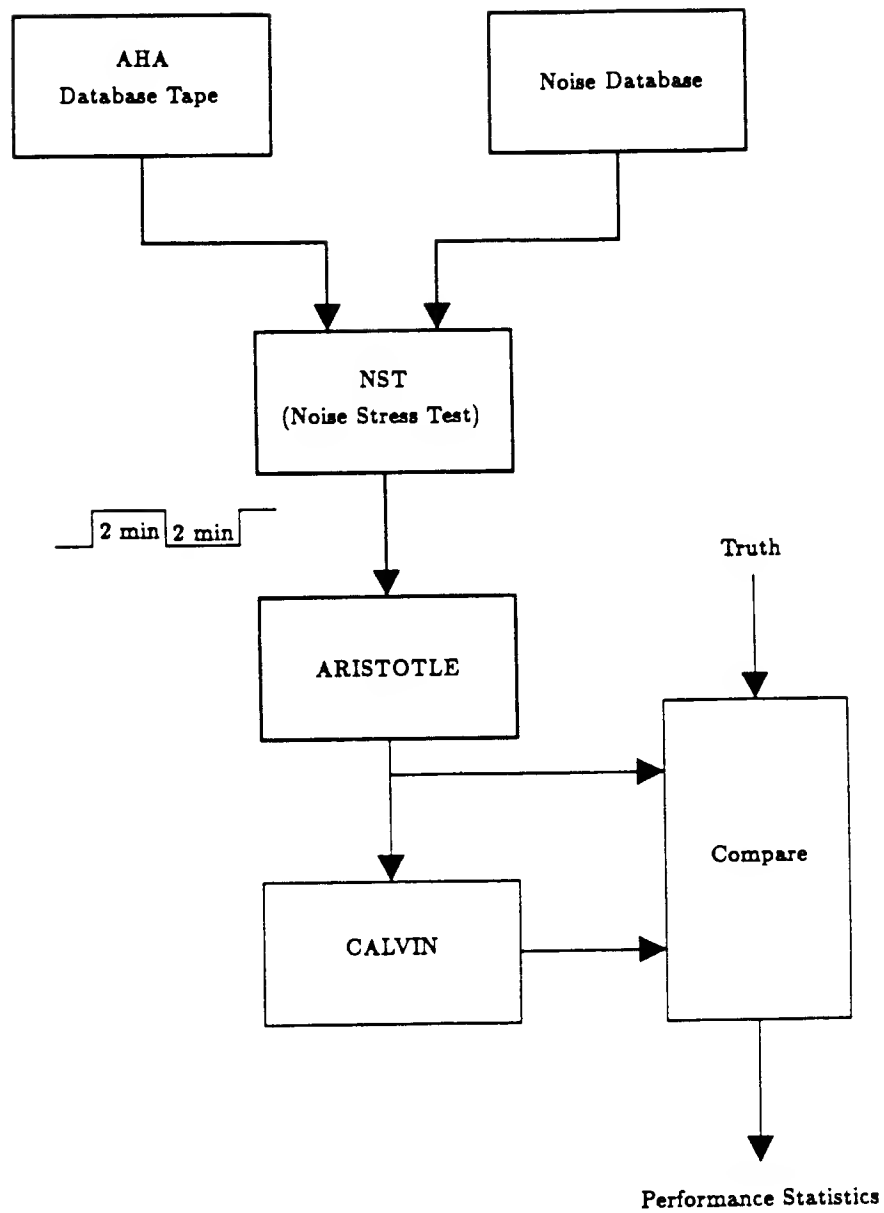 AHA
Database Tape
Noise Database
NST
(Noise Stress Test)
2 min 2 min
Truth
ARISTOTLE
Compare
CALVIN
Performance Statistics